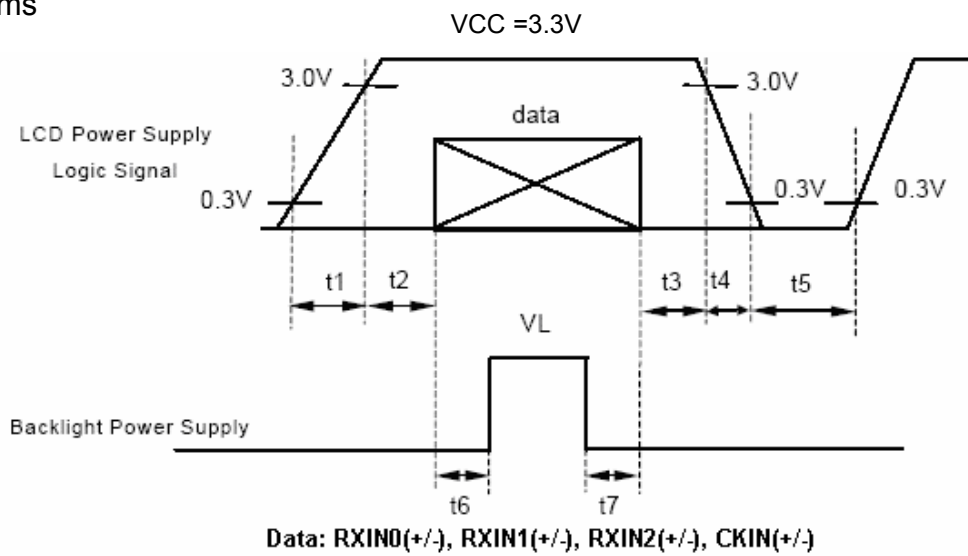 ms
VCC =3.3V
3.0V
3.0V
data
LCD Power Supply
Logic Signal
0.3V
0.3V
0.3V
t1
t2
t3
t4
t5
VL
Backlight Power Supply
t6
t7
Data: RXIN0(+/-), RXIN1(+/-), RXIN2(+/-), CKIN(+/-)